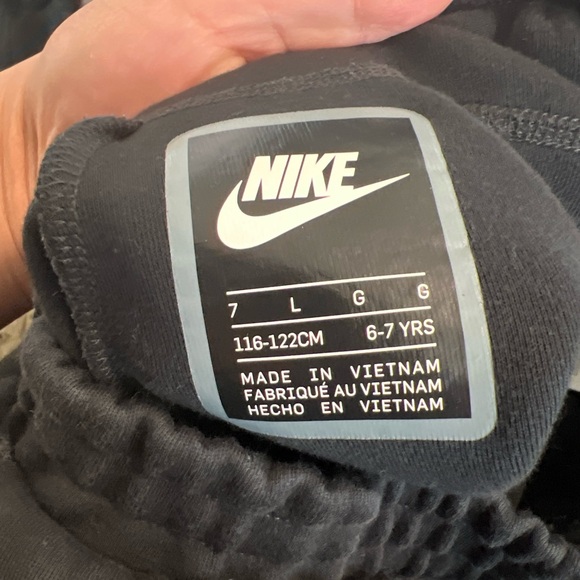 NIKE
7 L G G
116-122CM 6-7 YRS
MADE IN VIETNAM
FABRIQUÉ AU VIETNAM
HECHO EN VIETNAM